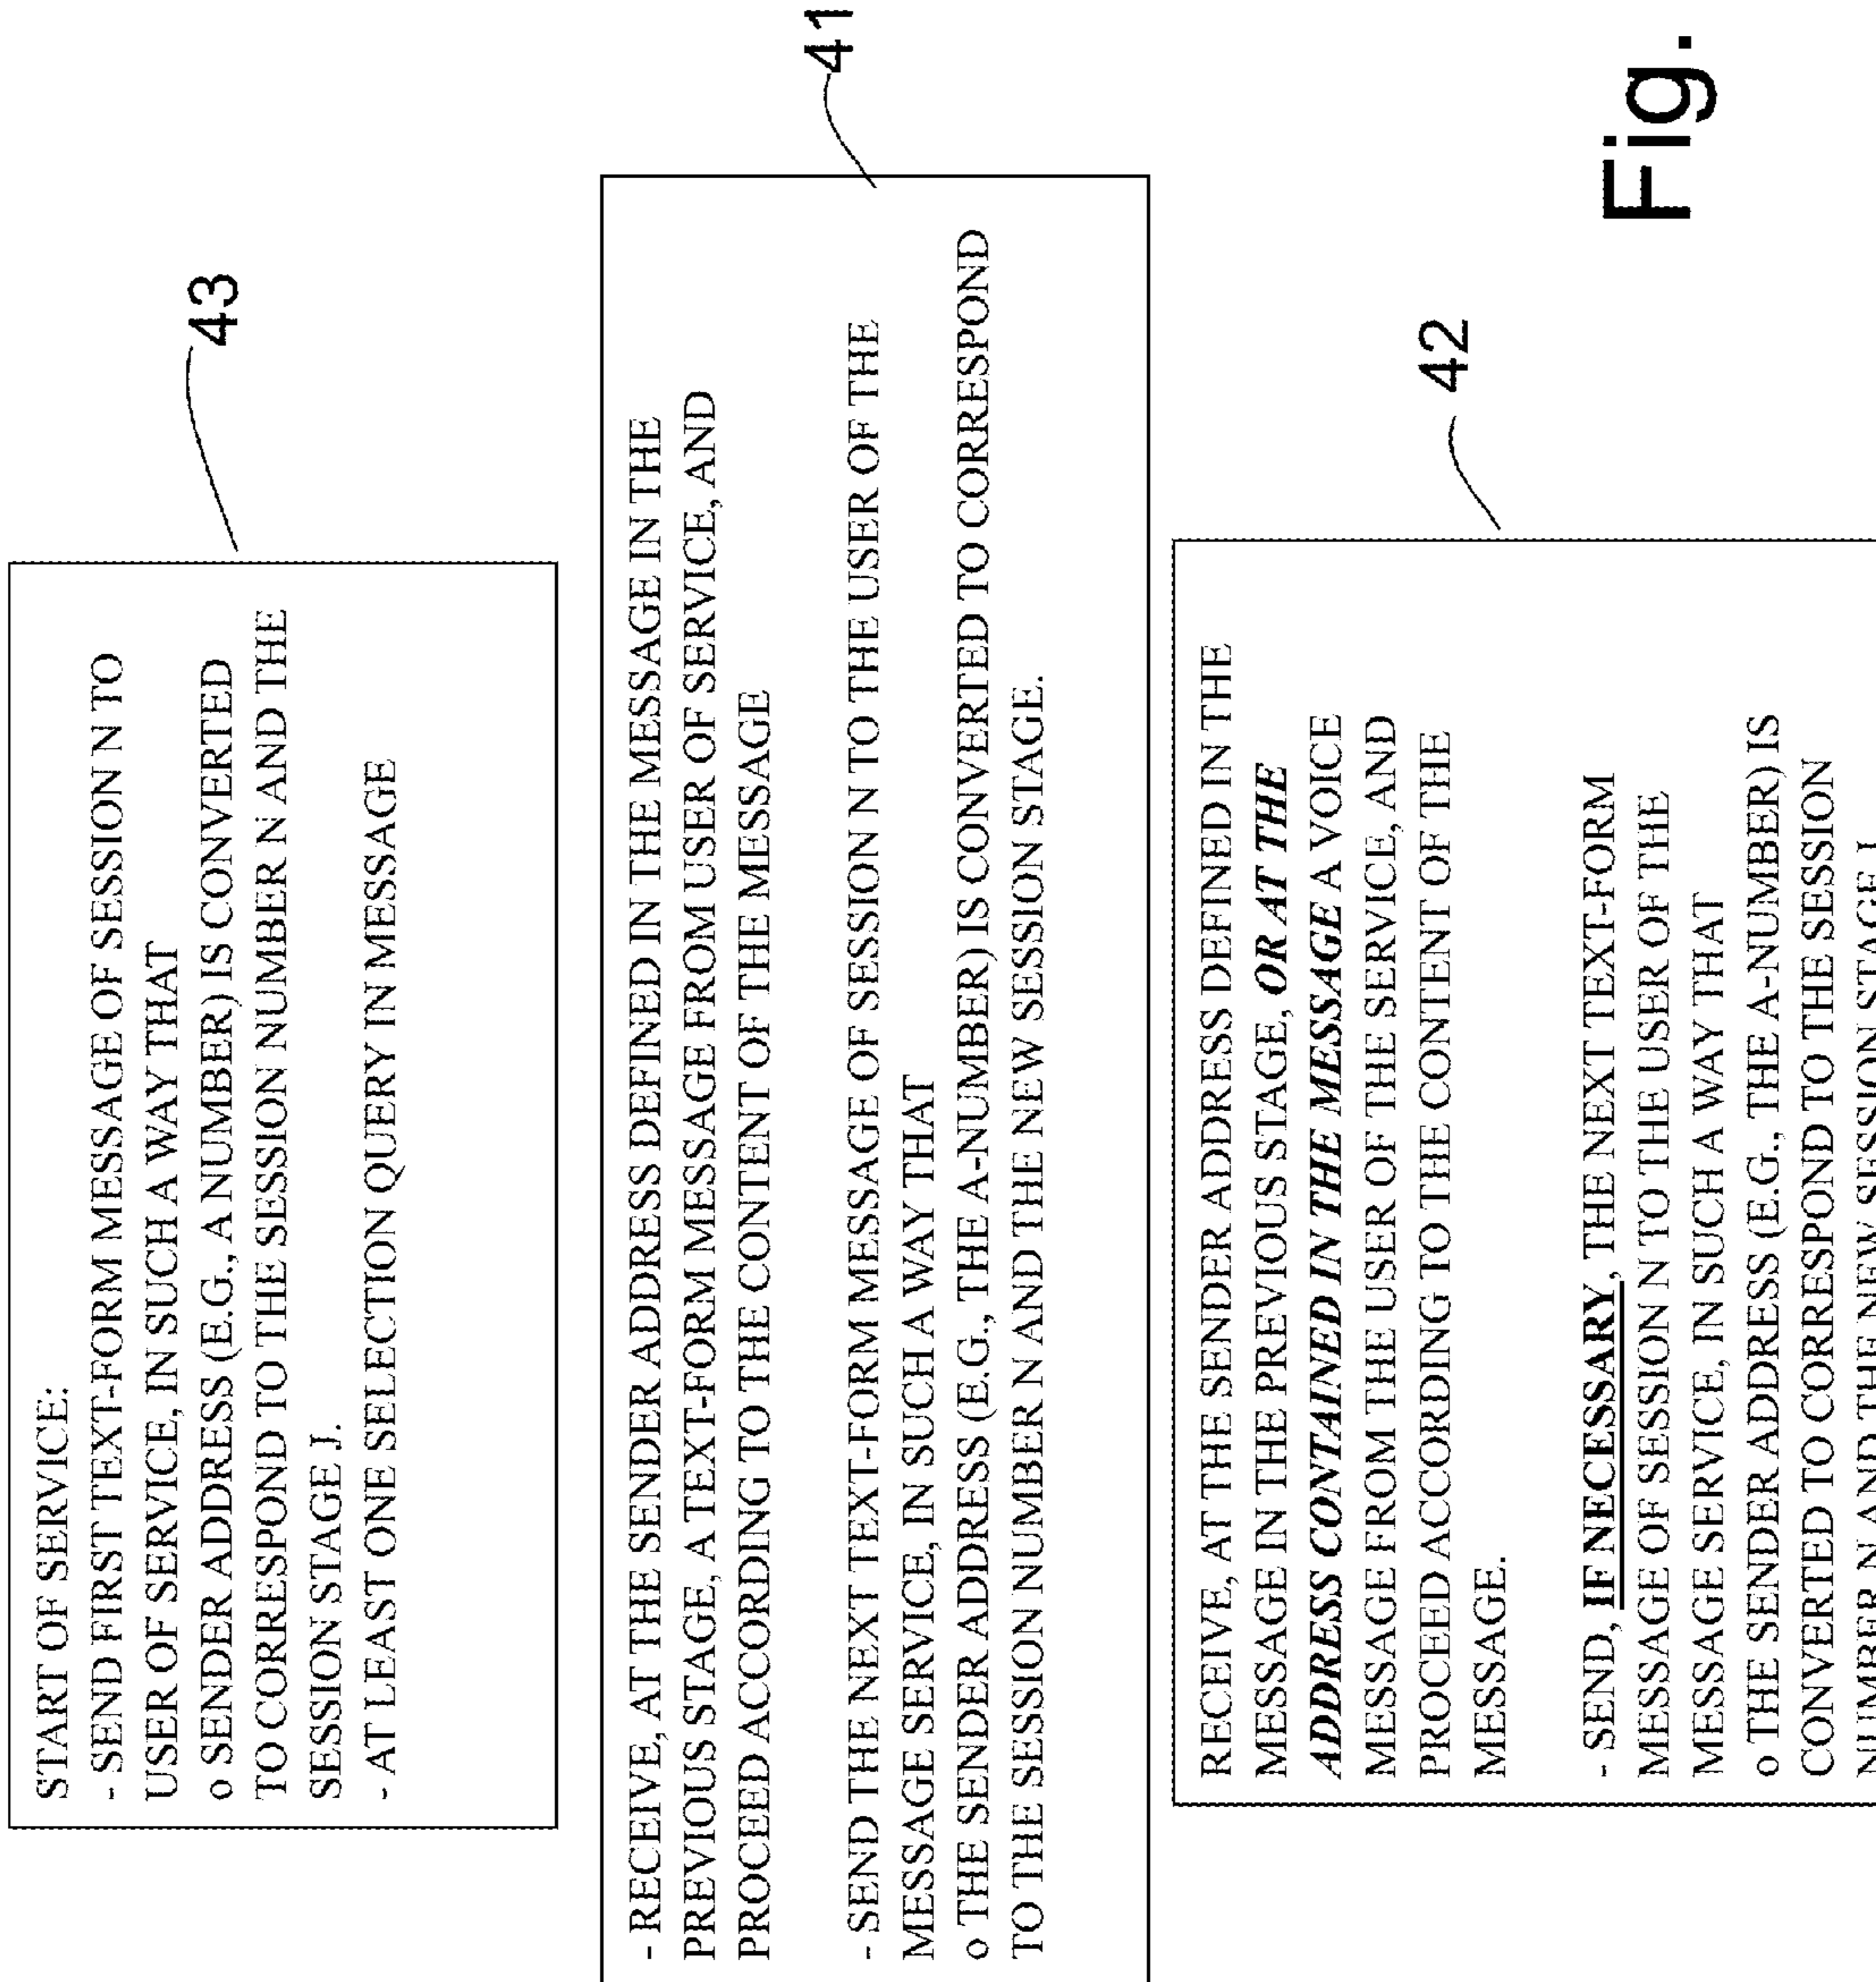 START OF SERVICE:
- SEND FIRST TEXT-FORM MESSAGE OF SESSION N TO
USER OF SERVICE, IN SUCH A WAY THAT
o SENDER ADDRESS (E.G., A NUMBER) IS CONVERTED
TO CORRESPOND TO THE SESSION NUMBER N AND THE
SESSION STAGE J.
- AT LEAST ONE SELECTION QUERY IN MESSAGE
43
- RECEIVE, AT THE SENDER ADDRESS DEFINED IN THE MESSAGE IN THE
PREVIOUS STAGE, A TEXT-FORM MESSAGE FROM USER OF SERVICE, AND
PROCEED ACCORDING TO THE CONTENT OF THE MESSAGE
- SEND THE NEXT TEXT-FORM MESSAGE OF SESSION N TO THE USER OF THE
MESSAGE SERVICE, IN SUCH A WAY THAT
o THE SENDER ADDRESS (E.G., THE A-NUMBER) IS CONVERTED TO CORRESPOND
TO THE SESSION NUMBER N AND THE NEW SESSION STAGE.
41
RECEIVE, AT THE SENDER ADDRESS DEFINED IN THE
MESSAGE IN THE PREVIOUS STAGE, OR AT THE
ADDRESS CONTAINED IN THE MESSAGE A VOICE
MESSAGE FROM THE USER OF THE SERVICE, AND
PROCEED ACCORDING TO THE CONTENT OF THE
MESSAGE.
- SEND, IF NECESSARY, THE NEXT TEXT-FORM
MESSAGE OF SESSION N TO THE USER OF THE
MESSAGE SERVICE, IN SUCH A WAY THAT
o THE SENDER ADDRESS (E.G., THE A-NUMBER) IS
CONVERTED TO CORRESPOND TO THE SESSION
NUMBER N AND THE NEW SESSION STAGE
42
Fig.